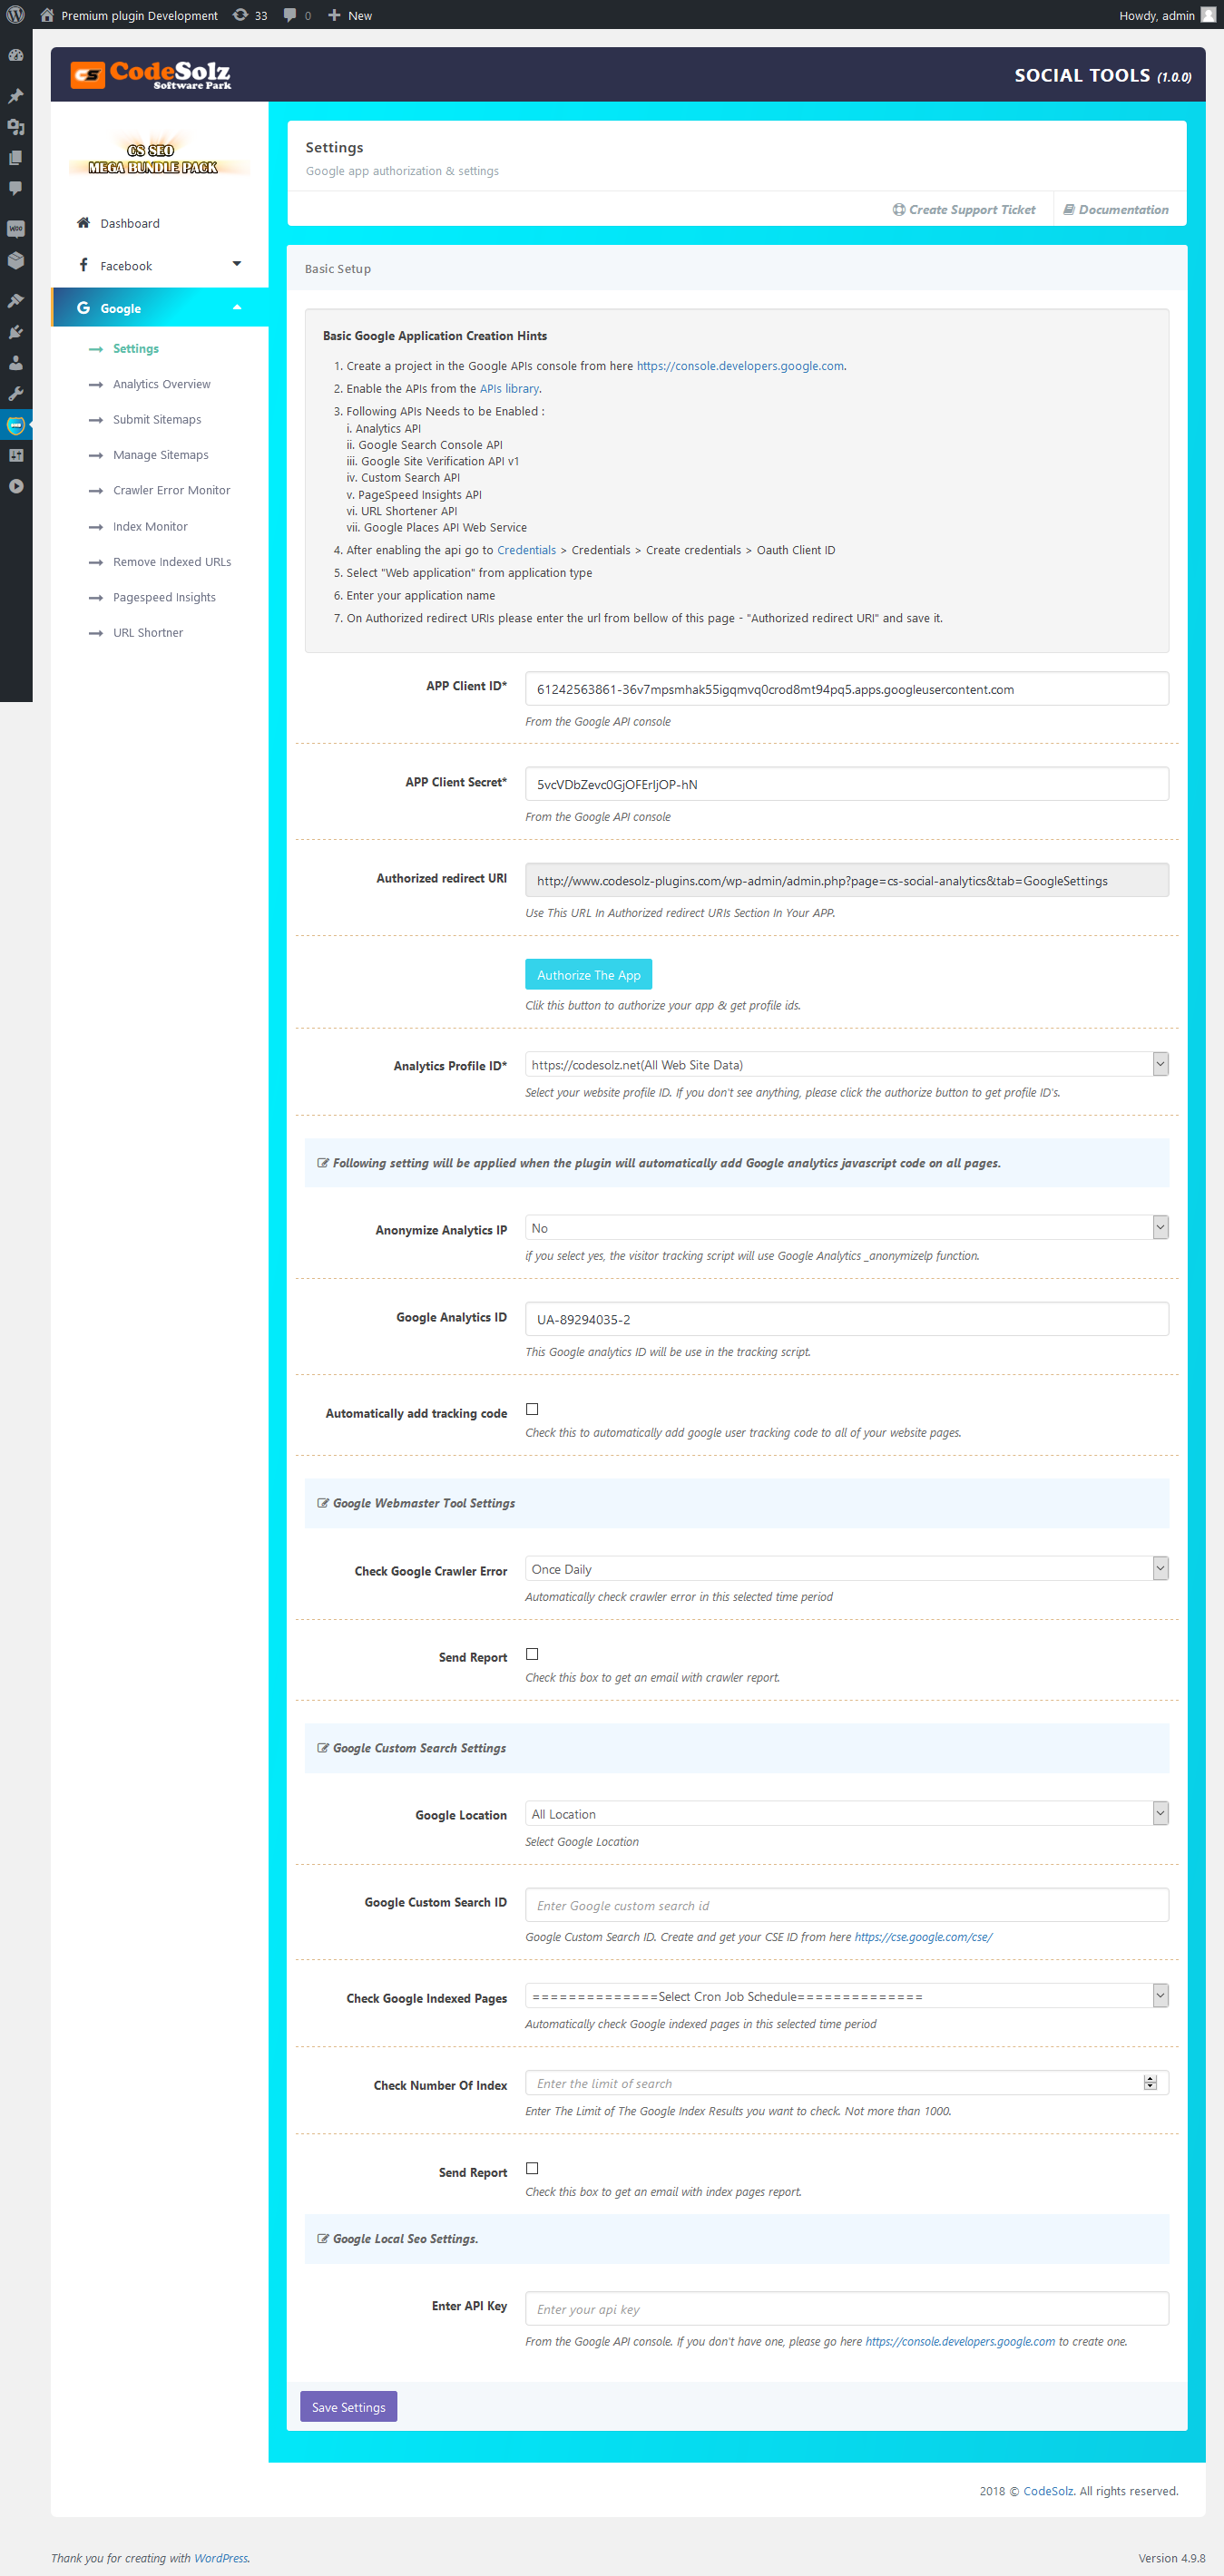 Premium plugin Development 33 0 New Howdy, admin
CS CodeSolz
Software Park
SOCIAL TOOLS (1.0.0)
CS SEO
MEGA BUNDLE PACK
Dashboard
Facebook
Google
Settings
Analytics Overview
Submit Sitemaps
Manage Sitemaps
Crawler Error Monitor
Index Monitor
Remove Indexed URLs
Pagespeed Insights
URL Shortner
Settings
Google app authorization & settings
Create Support Ticket Documentation
Basic Setup
Basic Google Application Creation Hints
1. Create a project in the Google APIs console from here https://console.developers.google.com.
2. Enable the APIs from the APIs library.
3. Following APIs Needs to be Enabled :
i. Analytics API
ii. Google Search Console API
iii. Google Site Verification API v1
iv. Custom Search API
v. PageSpeed Insights API
vi. URL Shortener API
vii. Google Places API Web Service
4. After enabling the api go to Credentials > Credentials > Create credentials > Oauth Client ID
5. Select "Web application" from application type
6. Enter your application name
7. On Authorized redirect URIs please enter the url from bellow of this page - "Authorized redirect URI" and save it.
APP Client ID* 61242563861-36v7mpsmhak55igqmvq0crod8mt94pq5.apps.googleusercontent.com
From the Google API console
APP Client Secret* 5vcVDbZevc0GjOFErIjOP-hN
From the Google API console
Authorized redirect URI http://www.codesolz-plugins.com/wp-admin/admin.php?page=cs-social-analytics&tab=GoogleSettings
Use This URL In Authorized redirect URIs Section In Your APP.
Authorize The App
Clik this button to authorize your app & get profile ids.
Analytics Profile ID* https://codesolz.net(All Web Site Data)
Select your website profile ID. If you don't see anything, please click the authorize button to get profile ID's.
Following setting will be applied when the plugin will automatically add Google analytics javascript code on all pages.
Anonymize Analytics IP No
if you select yes, the visitor tracking script will use Google Analytics _anonymizeIp function.
Google Analytics ID UA-89294035-2
This Google analytics ID will be use in the tracking script.
Automatically add tracking code
Check this to automatically add google user tracking code to all of your website pages.
Google Webmaster Tool Settings
Check Google Crawler Error Once Daily
Automatically check crawler error in this selected time period
Send Report
Check this box to get an email with crawler report.
Google Custom Search Settings
Google Location All Location
Select Google Location
Google Custom Search ID Enter Google custom search id
Google Custom Search ID. Create and get your CSE ID from here https://cse.google.com/cse/
Check Google Indexed Pages ==============Select Cron Job Schedule==============
Automatically check Google indexed pages in this selected time period
Check Number Of Index Enter the limit of search
Enter The Limit of The Google Index Results you want to check. Not more than 1000.
Send Report
Check this box to get an email with index pages report.
Google Local Seo Settings.
Enter API Key Enter your api key
From the Google API console. If you don't have one, please go here https://console.developers.google.com to create one.
Save Settings
2018 © CodeSolz. All rights reserved.
Thank you for creating with WordPress. Version 4.9.8